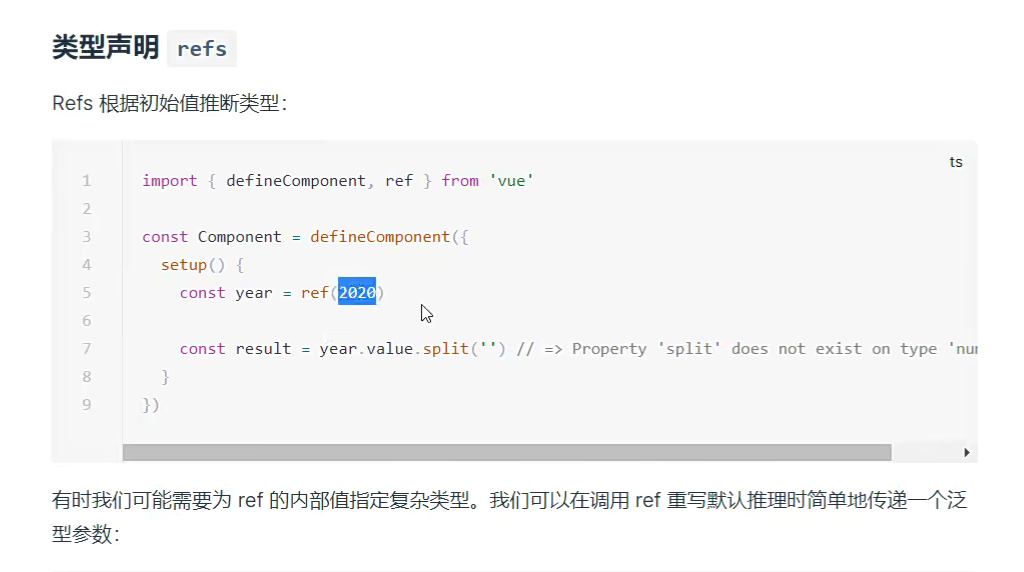 类型声明 refs
Refs 根据初始值推断类型：
ts
1 import { defineComponent, ref } from 'vue'
2
3 const Component = defineComponent({
4 setup() {
5 const year = ref(2020)
6
7 const result = year.value.split('') // => Property 'split' does not exist on type 'nu
8 }
9 })
有时我们可能需要为 ref 的内部值指定复杂类型。我们可以在调用 ref 重写默认推理时简单地传递一个泛
型参数：